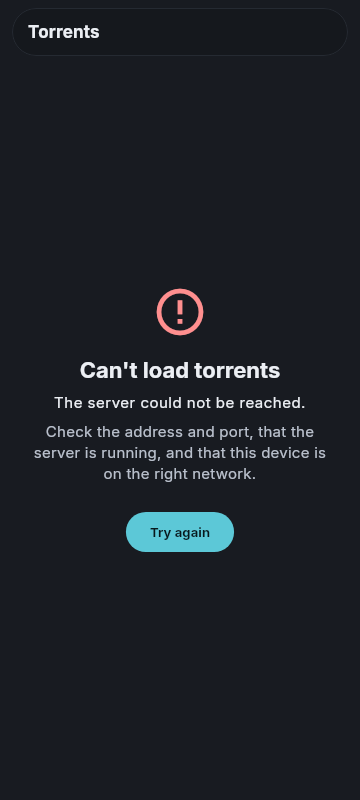 Torrents
Can't load torrents
The server could not be reached.
Check the address and port, that the
server is running, and that this device is
on the right network.
Try again